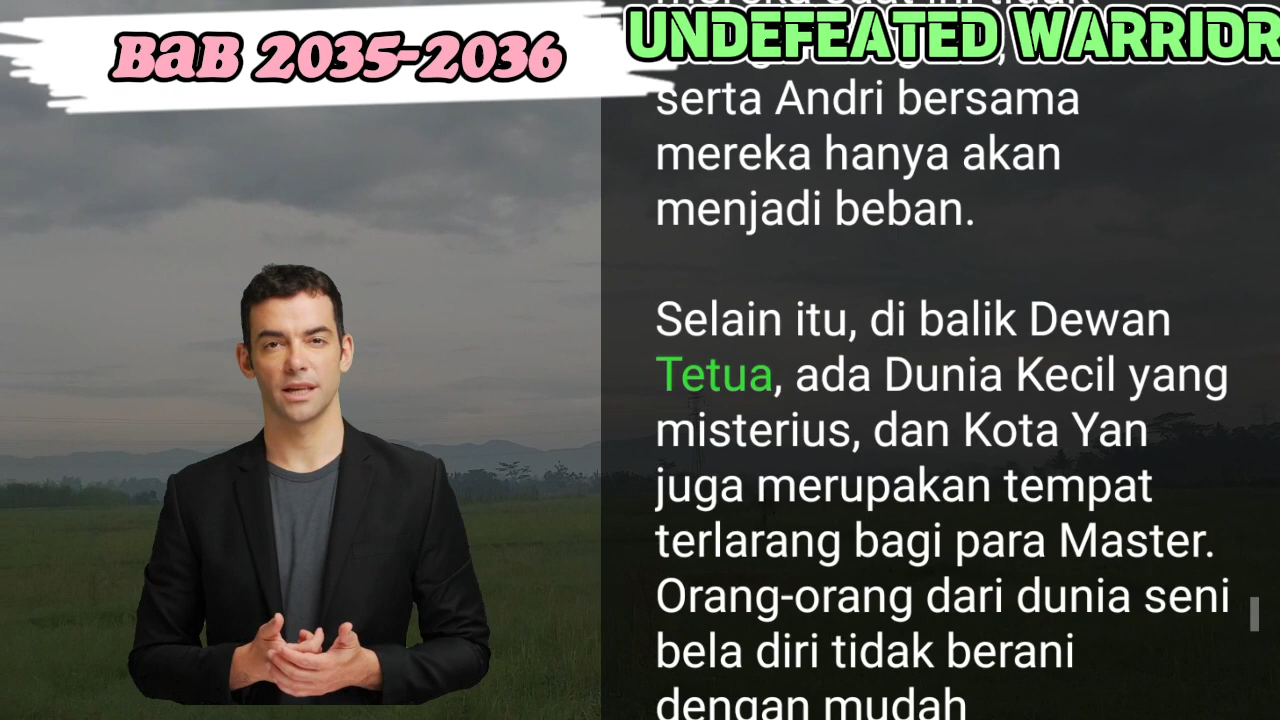 BAB 2035-2036
UNDEFEATED WARRIOR
serta Andri bersama
mereka hanya akan
menjadi beban.
Selain itu, di balik Dewan
Tetua, ada Dunia Kecil yang
misterius, dan Kota Yan
juga merupakan tempat
terlarang bagi para Master.
Orang-orang dari dunia seni
bela diri tidak berani
dengan mudah